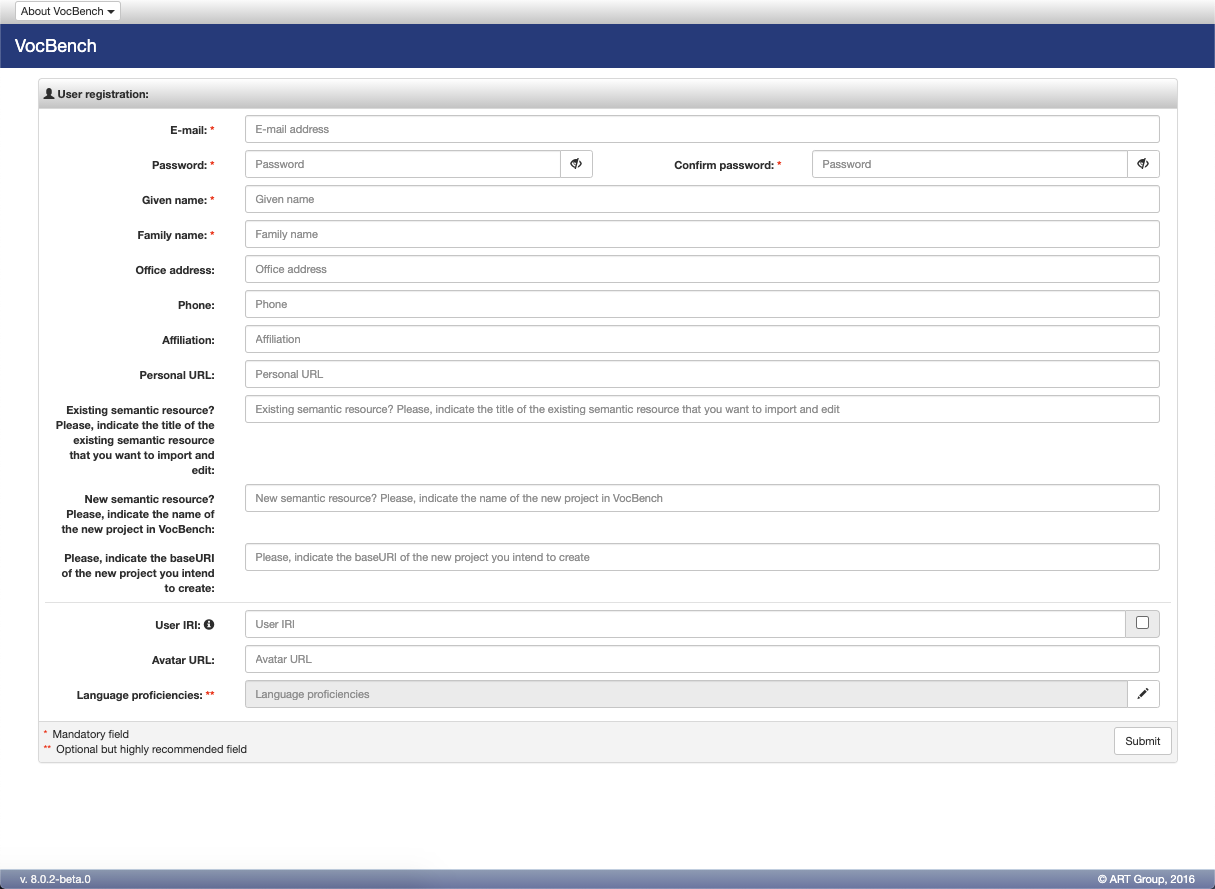 About VocBench
VocBench
User registration:
E-mail: * E-mail address
Password: * Password Confirm password: * Password
Given name: * Given name
Family name: * Family name
Office address: Office address
Phone: Phone
Affiliation: Affiliation
Personal URL: Personal URL
Existing semantic resource? Existing semantic resource? Please, indicate the title of the existing semantic resource that you want to import and edit
Please, indicate the title of the
existing semantic resource
that you want to import and
edit:
New semantic resource? New semantic resource? Please, indicate the name of the new project in VocBench
Please, indicate the name of
the new project in VocBench:
Please, indicate the baseURI Please, indicate the baseURI of the new project you intend to create
of the new project you intend
to create:
User IRI: User IRI
Avatar URL: Avatar URL
Language proficiencies: ** Language proficiencies
* Mandatory field
** Optional but highly recommended field
Submit
v. 8.0.2-beta.0 © ART Group, 2016